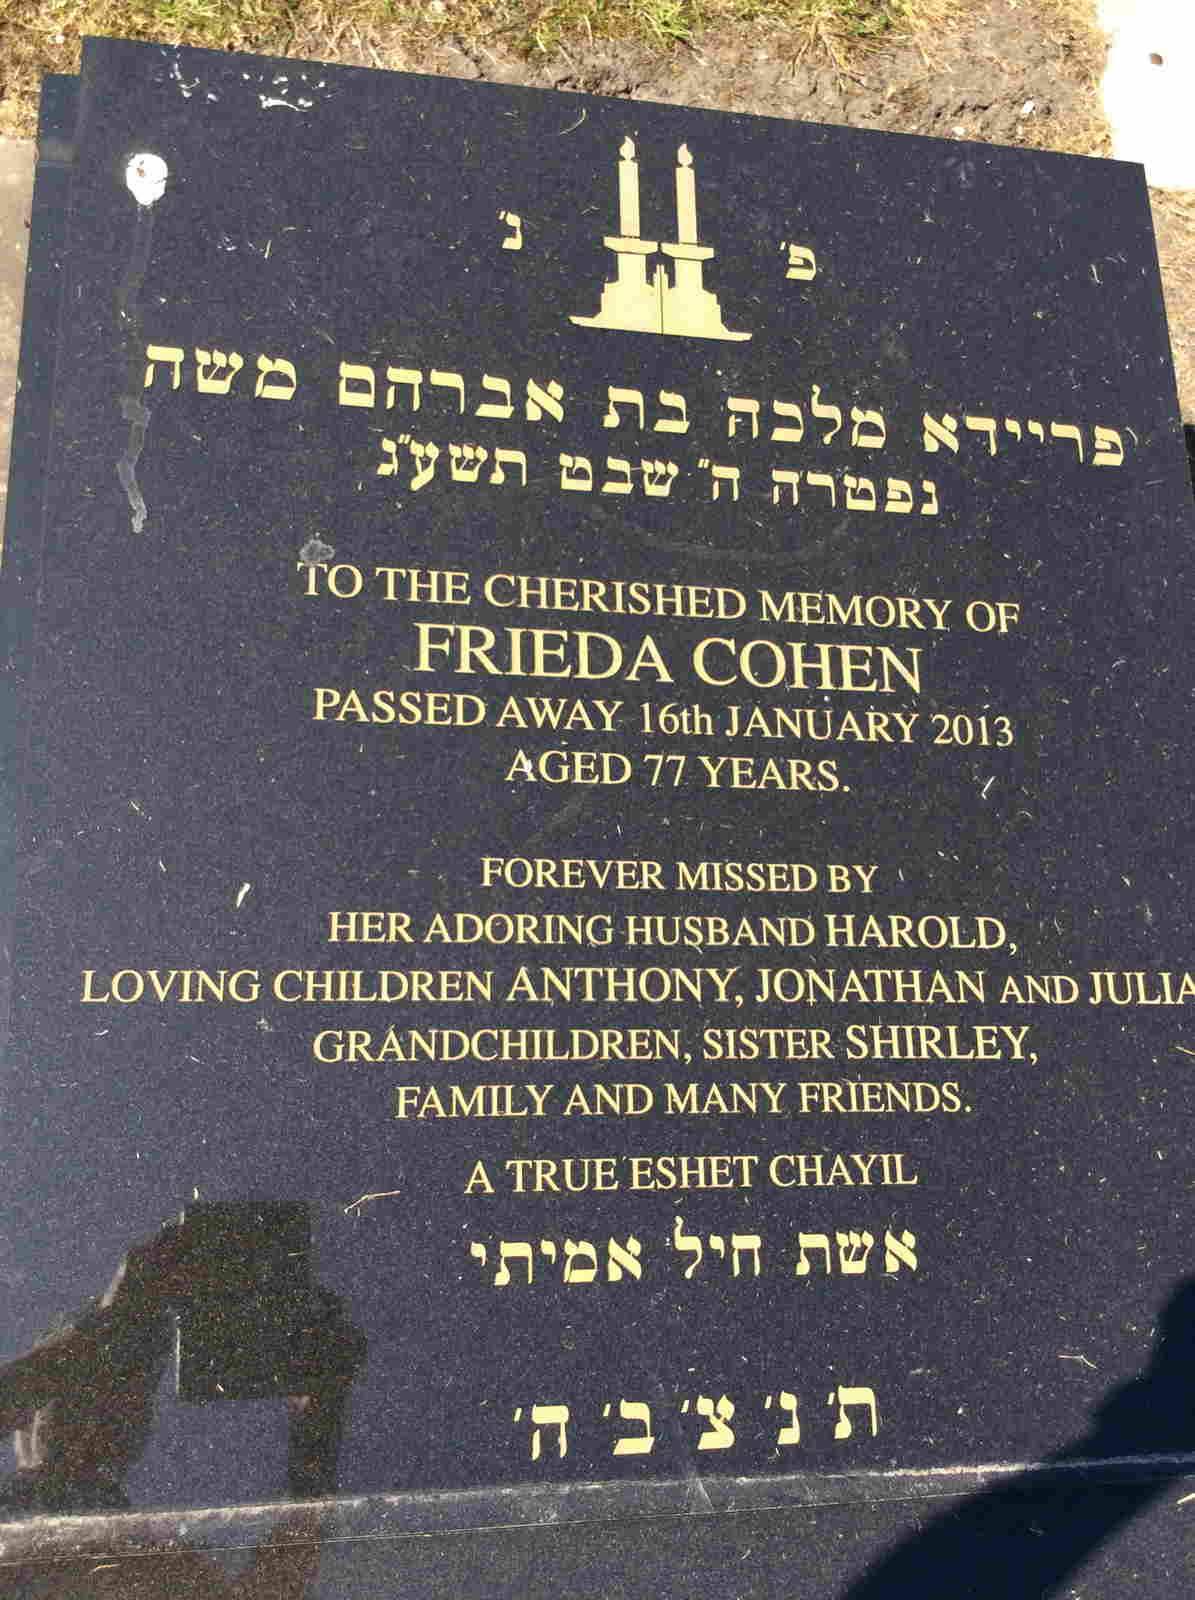 פ' נ'
פריידא מלכה בת אברהם משה
נפטרה ה" שבט תשע"ג
TO THE CHERISHED MEMORY OF
FRIEDA COHEN
PASSED AWAY 16th JANUARY 2013
AGED 77 YEARS.
FOREVER MISSED BY
HER ADORING HUSBAND HAROLD,
LOVING CHILDREN ANTHONY, JONATHAN AND JULIA
GRANDCHILDREN, SISTER SHIRLEY,
FAMILY AND MANY FRIENDS.
A TRUE ESHET CHAYIL
אשת חיל אמיתי
ת' נ' צ' ב' ה'